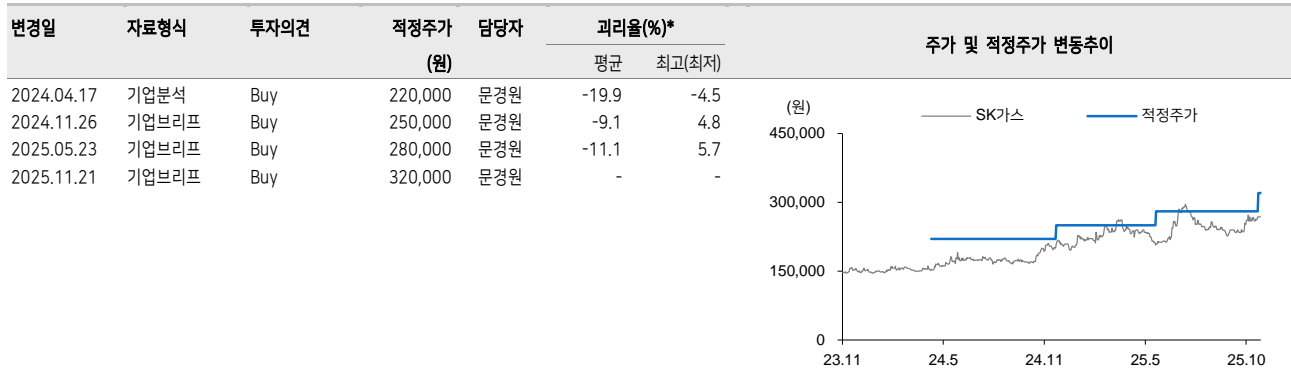 변경일 자료형식 투자의견 적정주가 담당자 괴리율(%)*
(원) 평균 최고(최저)
2024.04.17 기업분석 Buy 220,000 문경원 -19.9 -4.5
2024.11.26 기업브리프 Buy 250,000 문경원 -9.1 4.8
2025.05.23 기업브리프 Buy 280,000 문경원 -11.1 5.7
2025.11.21 기업브리프 Buy 320,000 문경원 - -
주가 및 적정주가 변동추이
(원) SK가스 적정주가
450,000
300,000
150,000
0
23.11 24.5 24.11 25.5 25.10